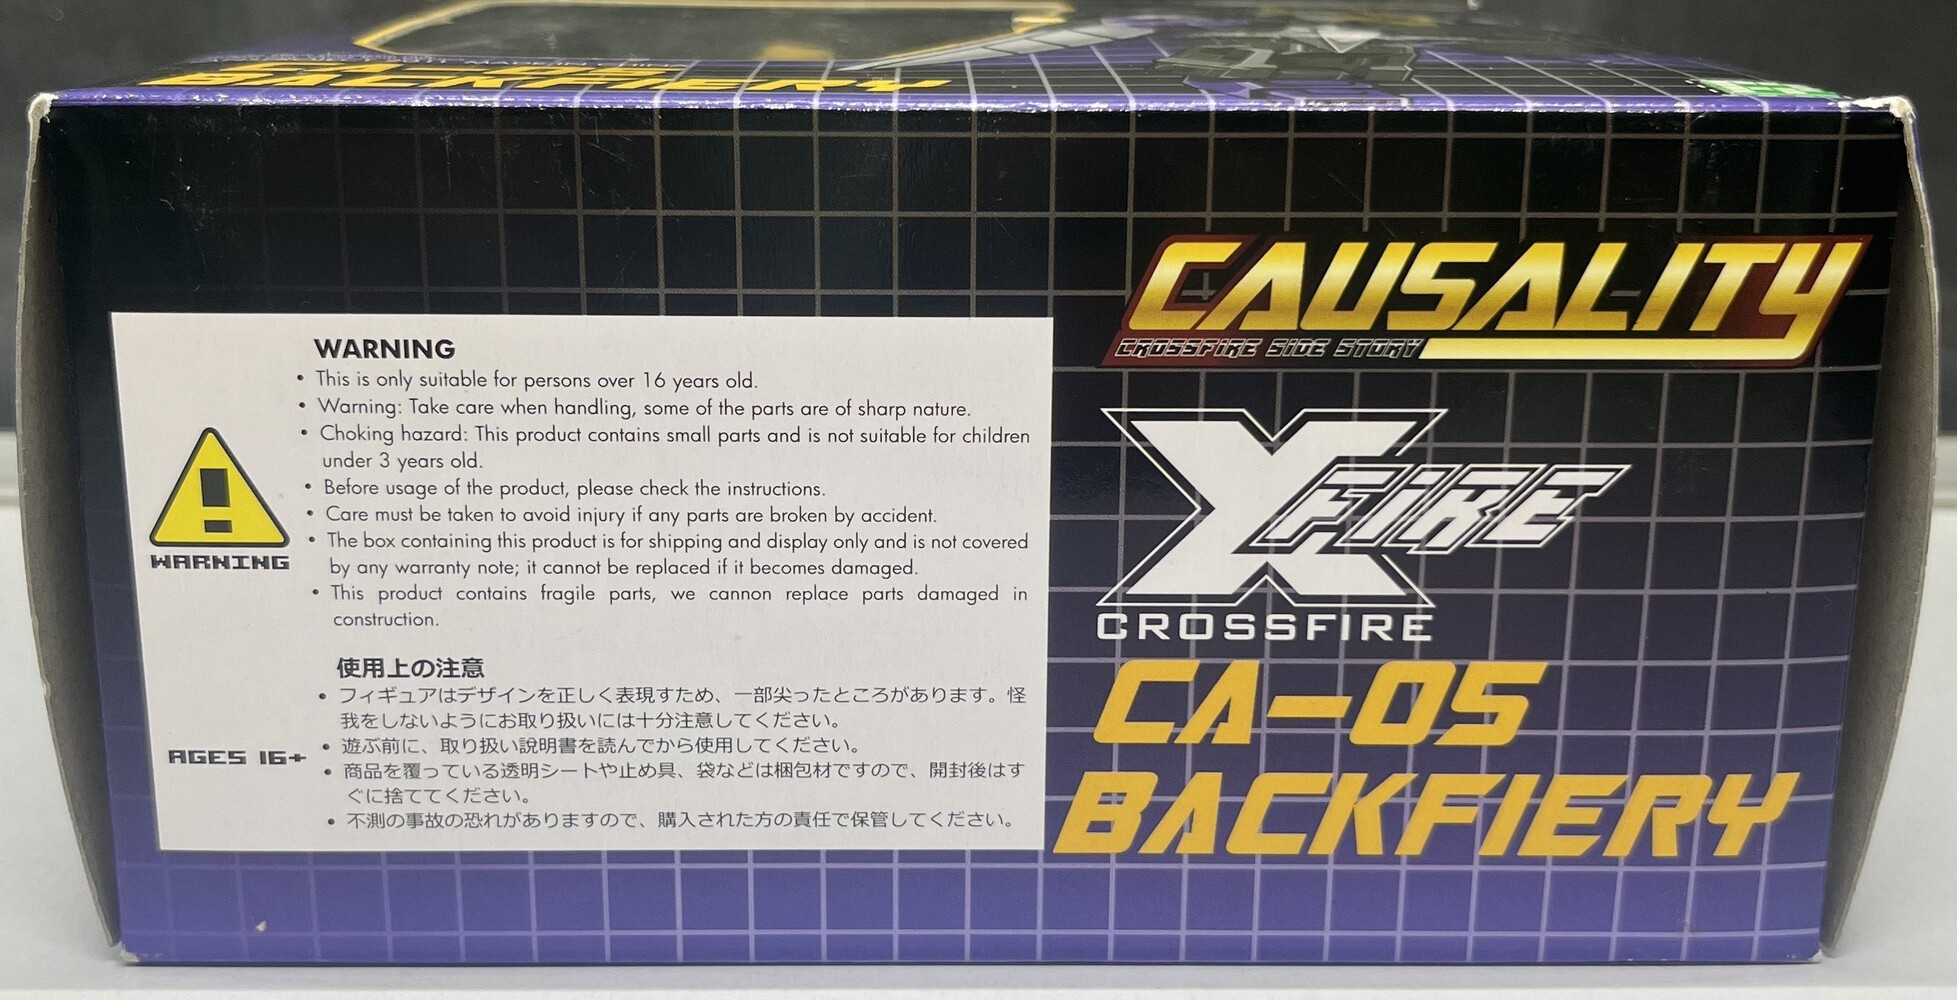 CA-05
BACKFIERY
CAUSALITY
CROSSFIRE SIDE STORY
XFIRE
CROSSFIRE
CA-05
BACKFIERY
WARNING
• This is only suitable for persons over 16 years old.
• Warning: Take care when handling, some of the parts are of sharp nature.
• Choking hazard: This product contains small parts and is not suitable for children
under 3 years old.
• Before usage of the product, please check the instructions.
• Care must be taken to avoid injury if any parts are broken by accident.
• The box containing this product is for shipping and display only and is not covered
by any warranty note; it cannot be replaced if it becomes damaged.
• This product contains fragile parts, we cannon replace parts damaged in
construction.
WARNING
使用上の注意
• フィギュアはデザインを正しく表現すため、一部尖ったところがあります。怪
我をしないようにお取り扱いには十分注意してください。
• 遊ぶ前に、取り扱い説明書を読んでから使用してください。
• 商品を覆っている透明シートや止め具、袋などは梱包材ですので、開封後はす
ぐに捨ててください。
• 不測の事故の恐れがありますので、購入された方の責任で保管してください。
AGES 16+